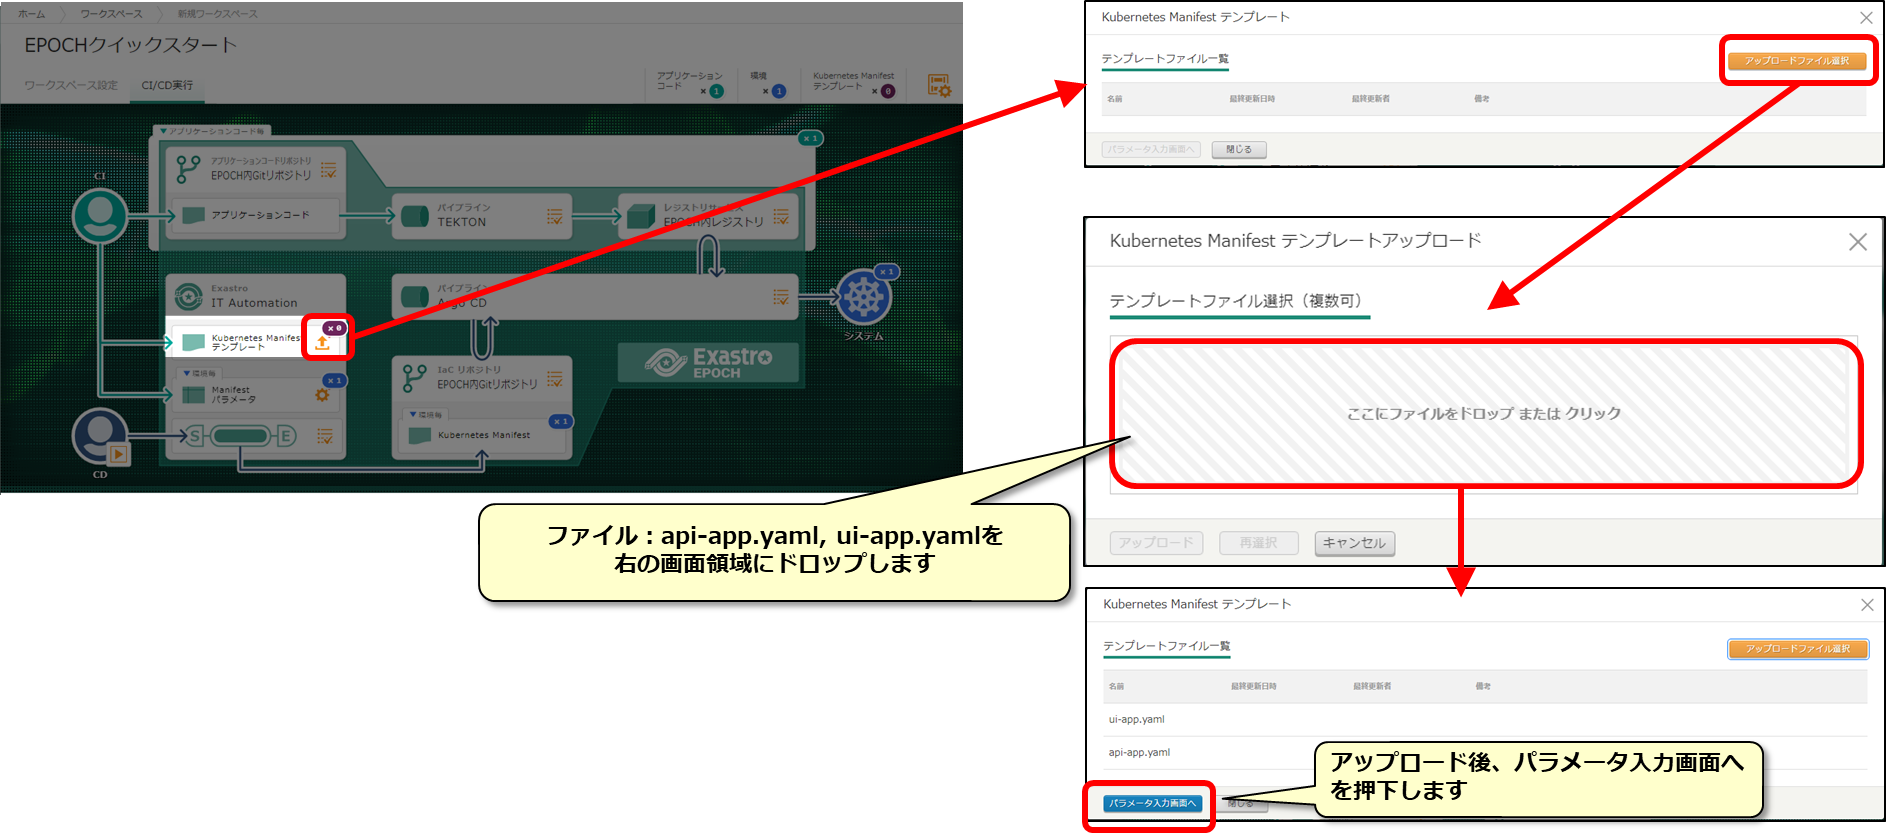 ホーム
ワークスペース
新規ワークスペース
EPOCHクイックスタート
ワークスペース設定
CI/CD実行
アプリケーション
コード
× 1
環境
× 1
Kubernetes Manifest
テンプレート
× 0
▼アプリケーションコード毎
× 1
CI
アプリケーションコードリポジトリ
EPOCH内Gitリポジトリ
アプリケーションコード
パイプライン
TEKTON
レジストリサービス
EPOCH内レジストリ
Exastro
IT Automation
パイプライン
Argo CD
× 1
システム
× 0
Kubernetes Manifest
テンプレート
▼環境毎
× 1
Manifest
パラメータ
S
E
CD
IaC リポジトリ
EPOCH内Gitリポジトリ
▼環境毎
× 1
Kubernetes Manifest
Exastro
EPOCH
ファイル：api-app.yaml, ui-app.yamlを
右の画面領域にドロップします
Kubernetes Manifest テンプレート
テンプレートファイル一覧
アップロードファイル選択
名前
最終更新日時
最終更新者
備考
パラメータ入力画面へ
閉じる
Kubernetes Manifest テンプレートアップロード
テンプレートファイル選択（複数可）
ここにファイルをドロップ または クリック
アップロード
再選択
キャンセル
Kubernetes Manifest テンプレート
テンプレートファイル一覧
アップロードファイル選択
名前
最終更新日時
最終更新者
備考
ui-app.yaml
api-app.yaml
パラメータ入力画面へ
閉じる
アップロード後、パラメータ入力画面へ
を押下します